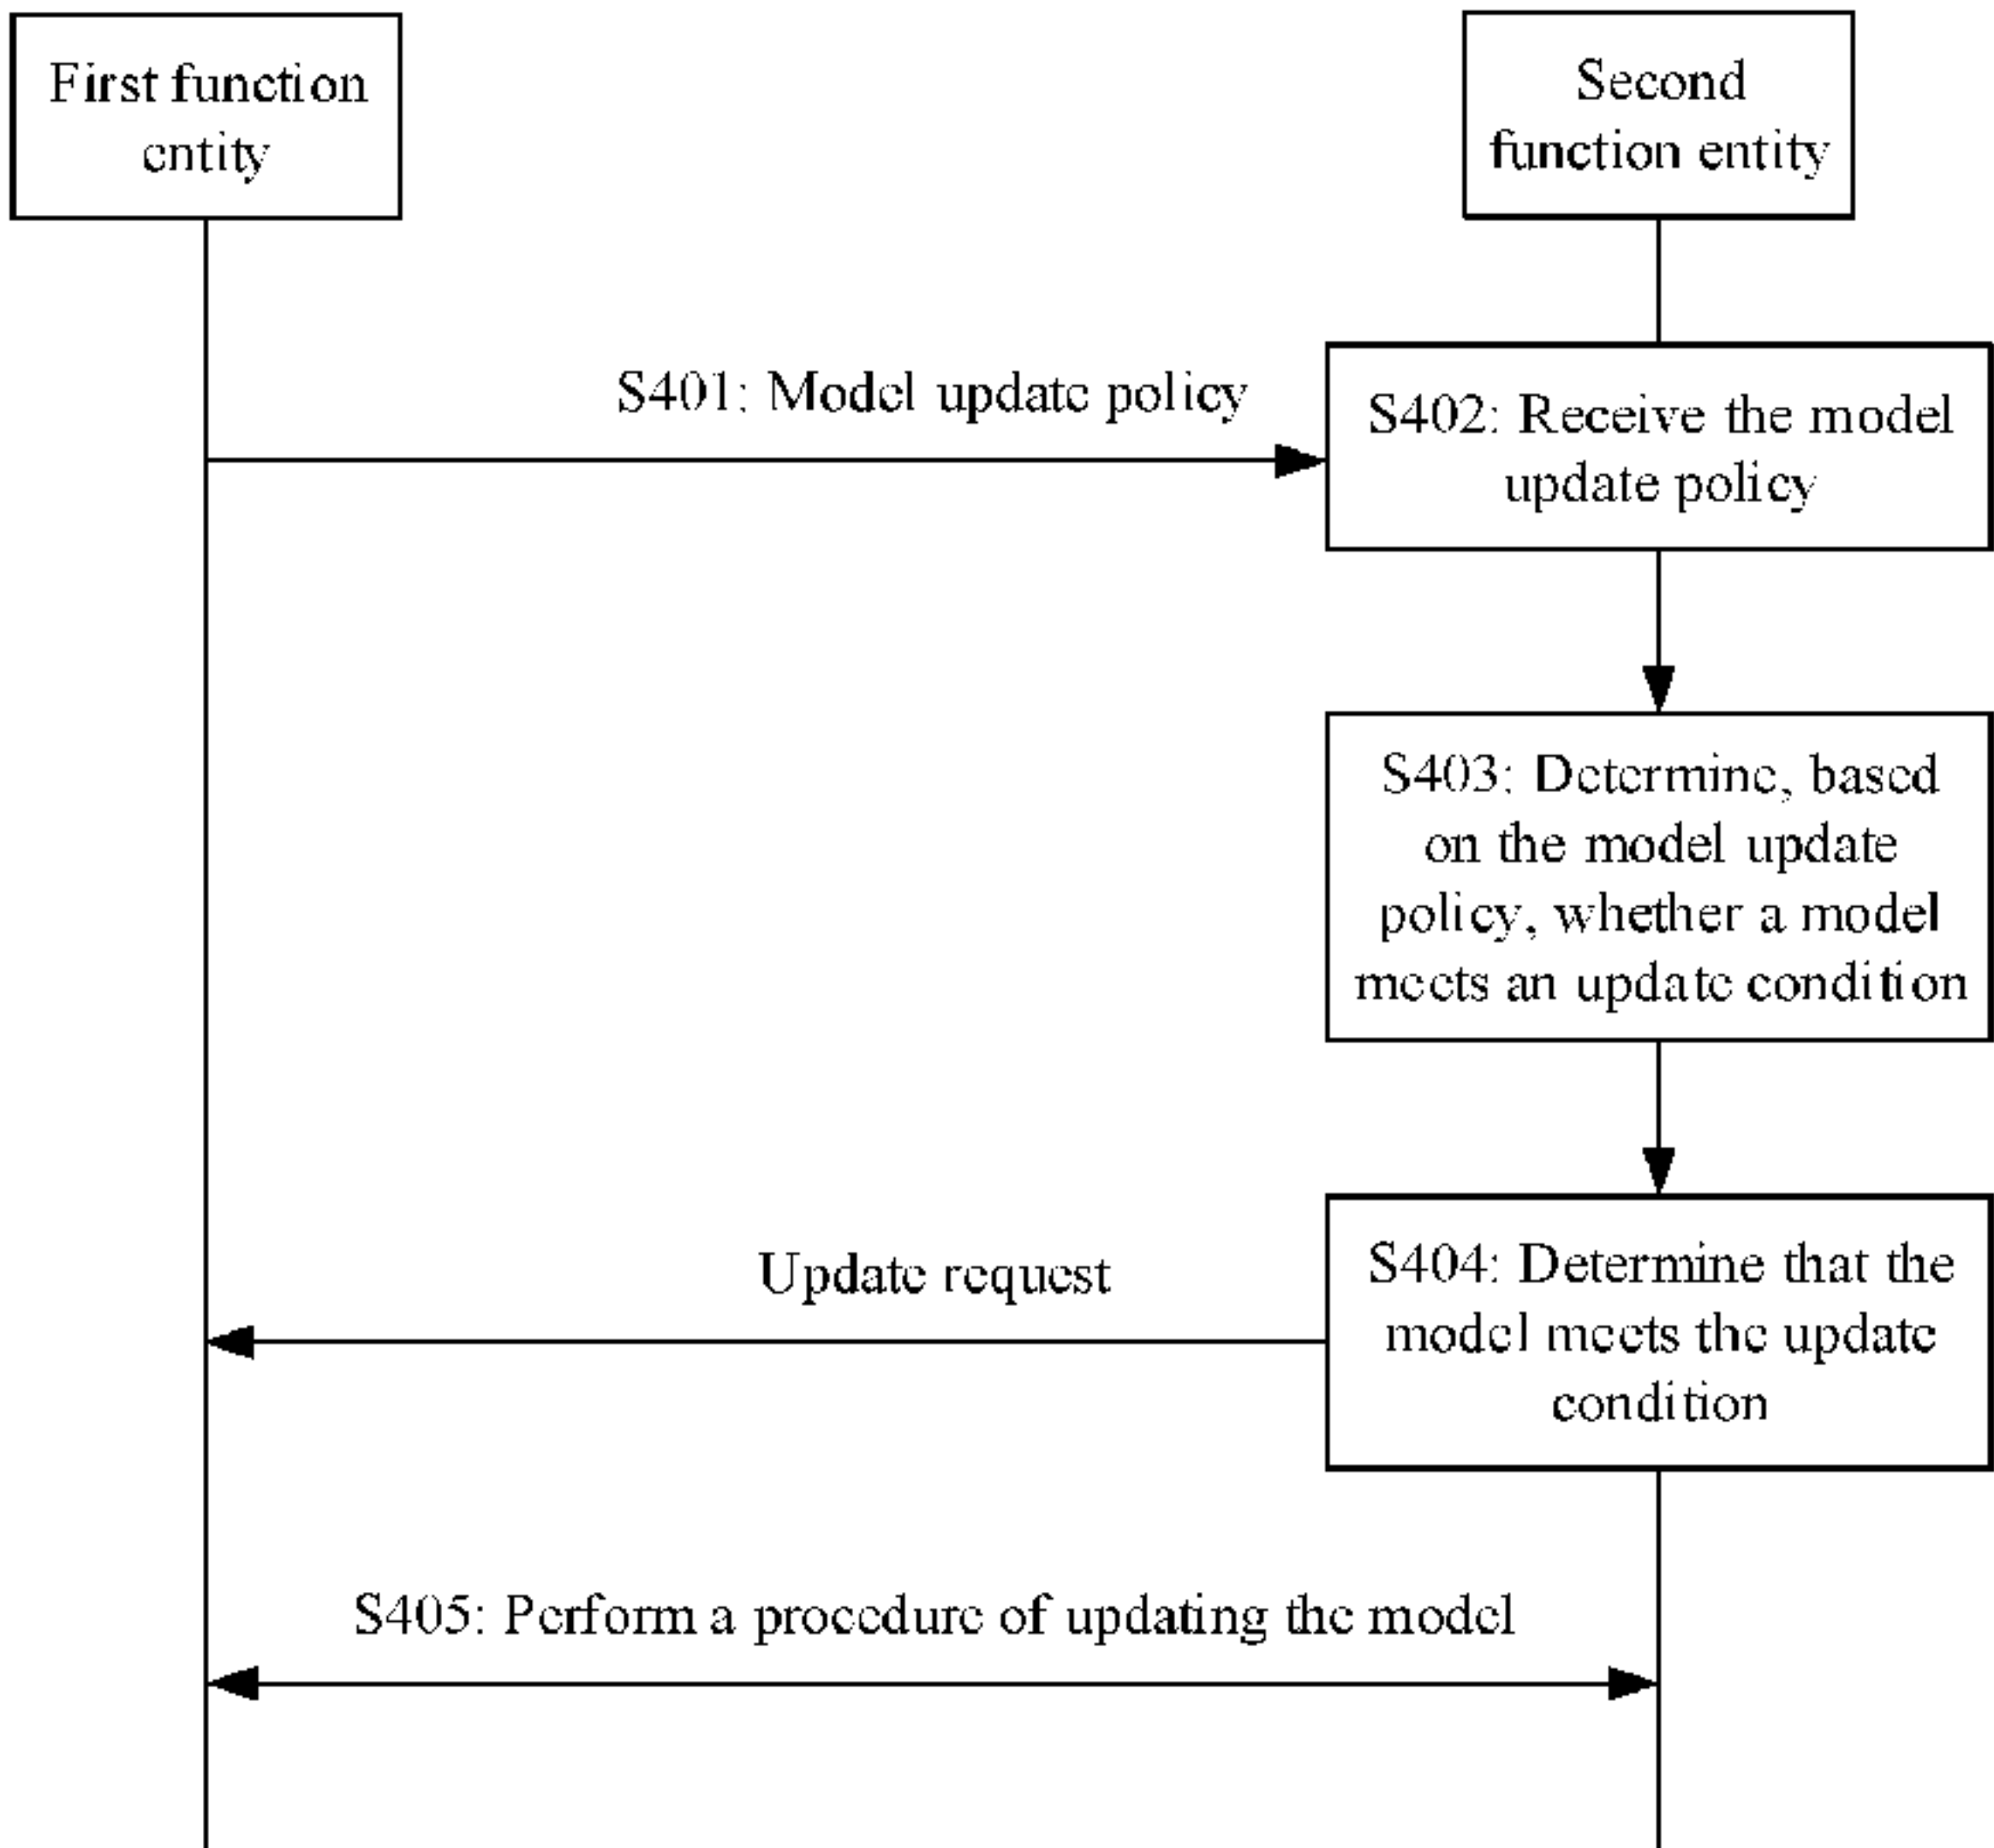 First function
entity
Second
function entity
S401: Model update policy
S402: Receive the model
update policy
S403: Determine, based
on the model update
policy, whether a model
meets an update condition
Update request
S404: Determine that the
model meets the update
condition
S405: Perform a procedure of updating the model